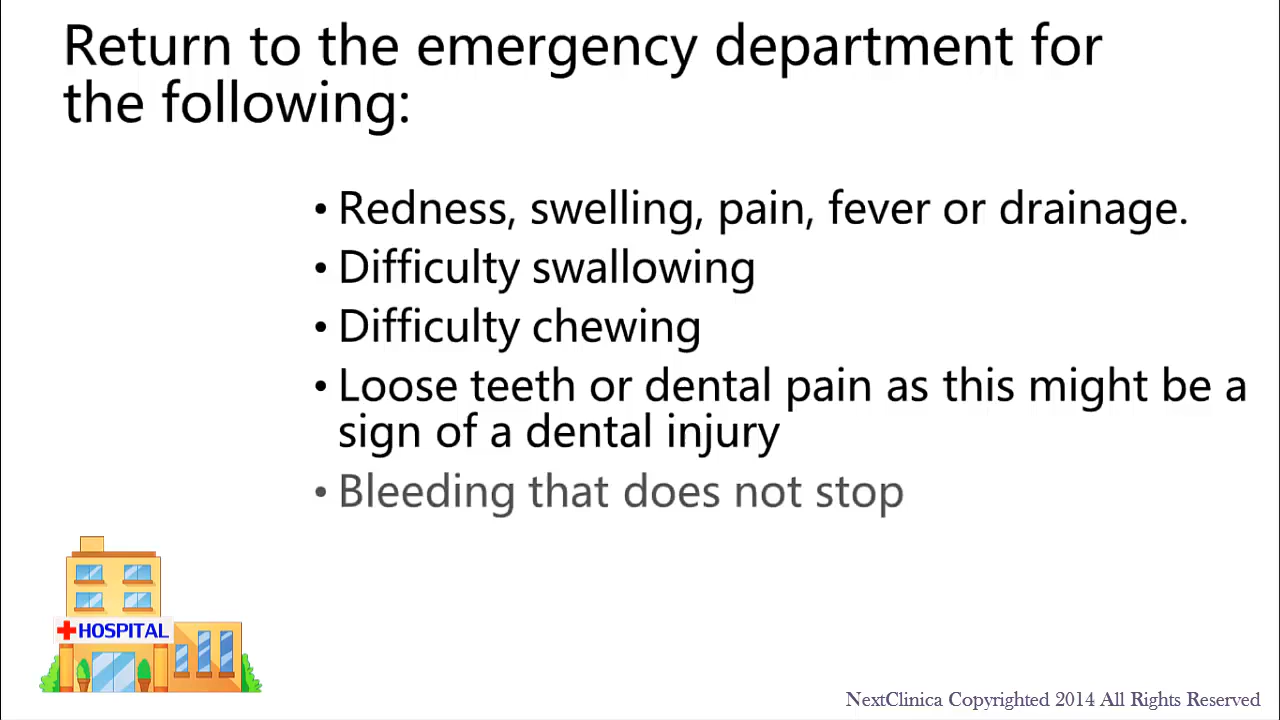 Return to the emergency department for
the following:
• Redness, swelling, pain, fever or drainage.
• Difficulty swallowing
• Difficulty chewing
• Loose teeth or dental pain as this might be a
sign of a dental injury
• Bleeding that does not stop
HOSPITAL
NextClinica Copyrighted 2014 All Rights Reserved